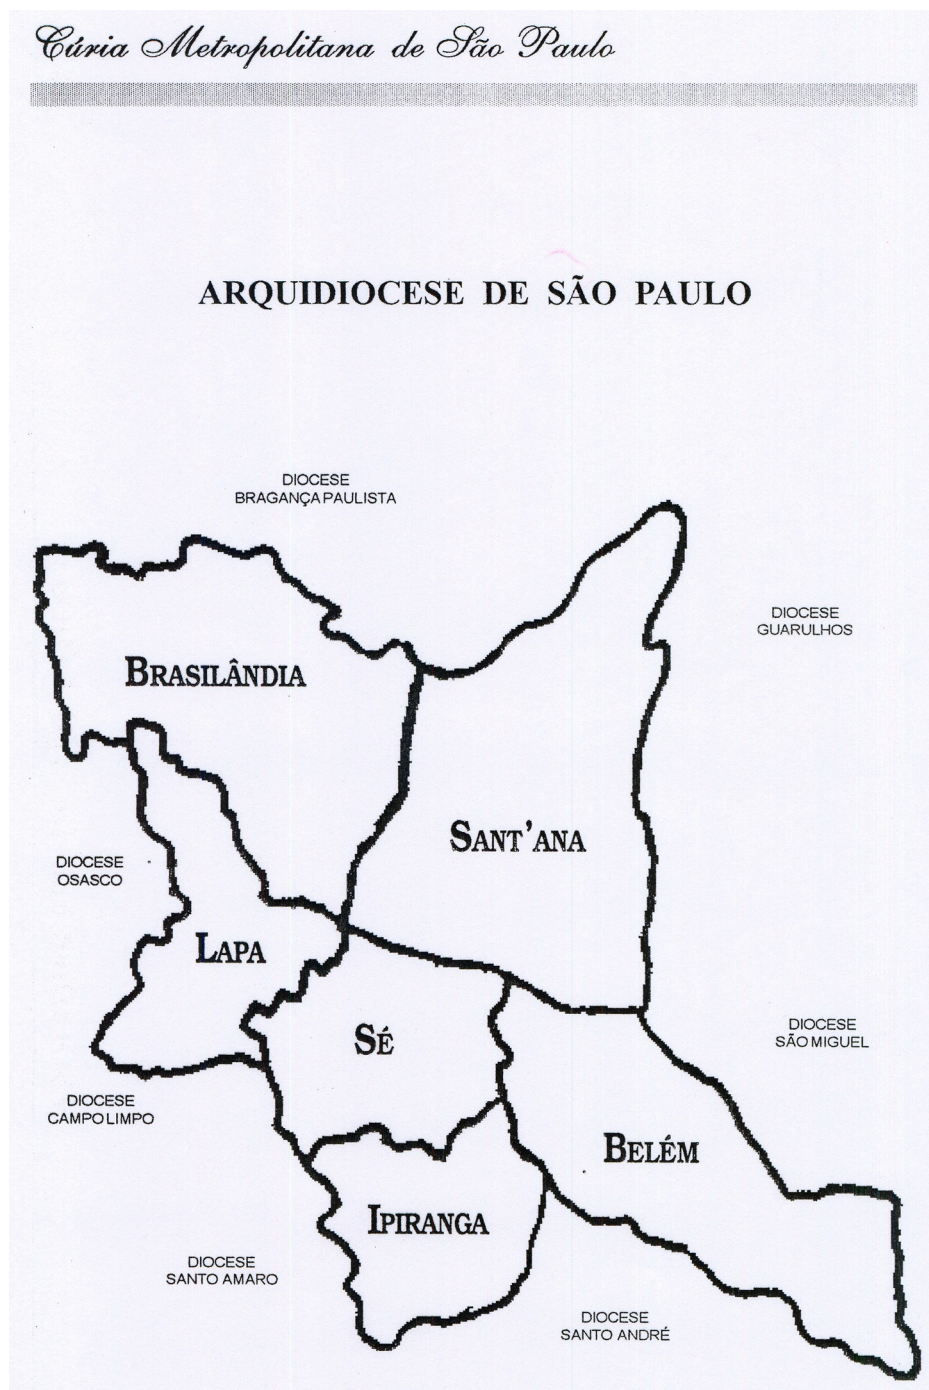 Cúria Metropolitana de São Paulo
ARQUIDIOCESE DE SÃO PAULO
DIOCESE
BRAGANÇA PAULISTA
DIOCESE
GUARULHOS
BRASILÂNDIA
SANT'ANA
DIOCESE
OSASCO
LAPA
SÉ
DIOCESE
SÃO MIGUEL
DIOCESE
CAMPO LIMPO
BELÉM
IPIRANGA
DIOCESE
SANTO AMARO
DIOCESE
SANTO ANDRÉ